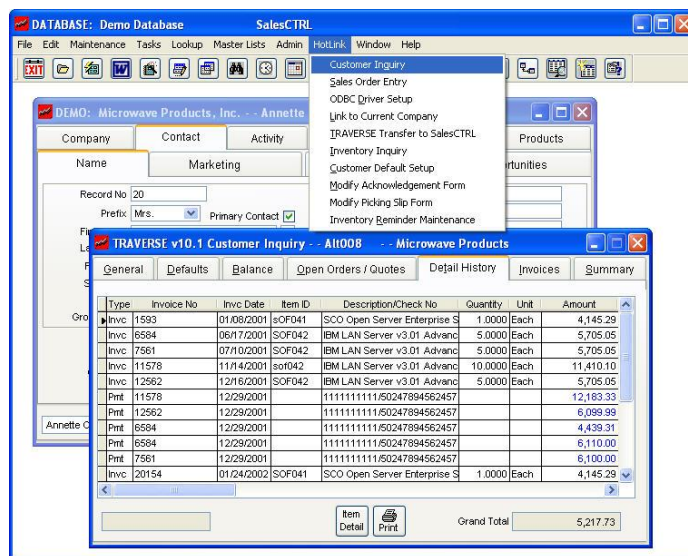 DATABASE: Demo Database SalesCTRL
File Edit Maintenance Tasks Lookup Master Lists Admin HotLink Window Help
EXIT
Customer Inquiry
Sales Order Entry
ODBC Driver Setup
Link to Current Company
TRAVERSE Transfer to SalesCTRL
Inventory Inquiry
Customer Default Setup
Modify Acknowledgement Form
Modify Picking Slip Form
Inventory Reminder Maintenance
DEMO: Microwave Products, Inc. - - Annette
Company Contact Activity Products
Name Marketing
Record No 20
Prefix Mrs. Primary Contact
TRAVERSE v10.1 Customer Inquiry - - Alt008 - - Microwave Products
General Defaults Balance Open Orders / Quotes Detail History Invoices Summary
Type Invoice No Invc Date Item ID Description/Check No Quantity Unit Amount
Invc 1593 01/08/2001 sOF041 SCO Open Server Enterprise S 1.0000 Each 4,145.29
Invc 6584 06/17/2001 SOF042 IBM LAN Server v3.01 Advanc 5.0000 Each 5,705.05
Invc 7561 07/10/2001 SOF042 IBM LAN Server v3.01 Advanc 5.0000 Each 5,705.05
Invc 11578 11/14/2001 sof042 IBM LAN Server v3.01 Advanc 10.0000 Each 11,410.10
Invc 12562 12/16/2001 SOF042 IBM LAN Server v3.01 Advanc 5.0000 Each 5,705.05
Pmt 11578 12/29/2001 1111111111/50247894562457 12,183.33
Pmt 12562 12/29/2001 1111111111/50247894562457 6,099.99
Pmt 6584 12/29/2001 1111111111/50247894562457 4,439.31
Pmt 6584 12/29/2001 1111111111/50247894562457 6,110.00
Pmt 7561 12/29/2001 1111111111/50247894562457 6,100.00
Invc 20154 01/24/2002 SOF041 SCO Open Server Enterprise S 1.0000 Each 4,145.29
Annette C
Item Detail Print Grand Total 5,217.73